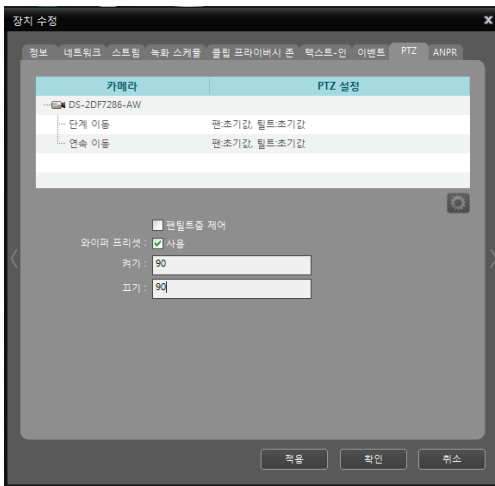 장치 수정 x
정보 네트워크 스트림 녹화 스케쥴 클립 프라이버시 존 텍스트-인 이벤트 PTZ ANPR
카메라 PTZ 설정
DS-2DF7286-AW
단계 이동 팬:초기값, 틸트:초기값
연속 이동 팬:초기값, 틸트:초기값
팬틸트줌 제어
와이퍼 프리셋 : 사용
켜기 : 90
끄기 : 90
적용 확인 취소